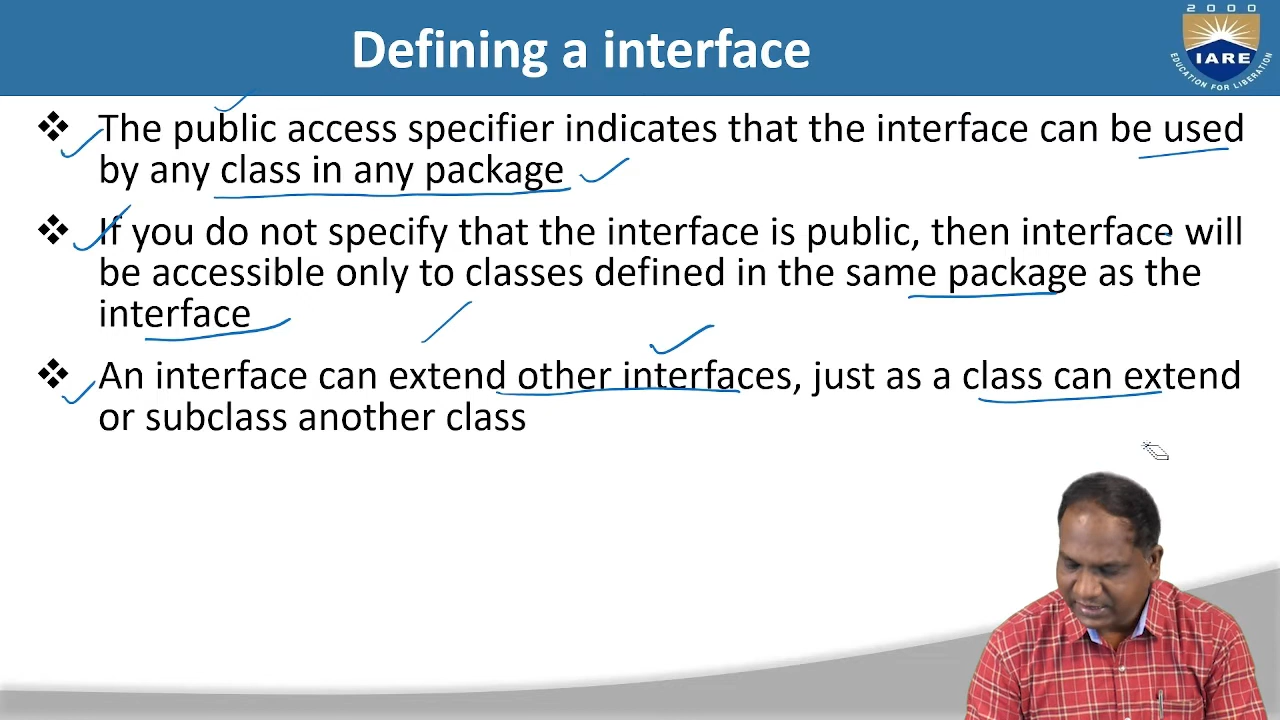 Defining a interface
2000
IARE
EDUCATION FOR LIBERATION
❖ The public access specifier indicates that the interface can be used
by any class in any package
❖ If you do not specify that the interface is public, then interface will
be accessible only to classes defined in the same package as the
interface
❖ An interface can extend other interfaces, just as a class can extend
or subclass another class